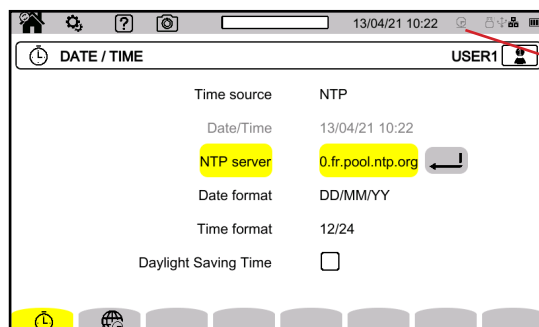 13/04/21 10:22
DATE / TIME USER1
Time source NTP
Date/Time 13/04/21 10:22
NTP server 0.fr.pool.ntp.org
Date format DD/MM/YY
Time format 12/24
Daylight Saving Time